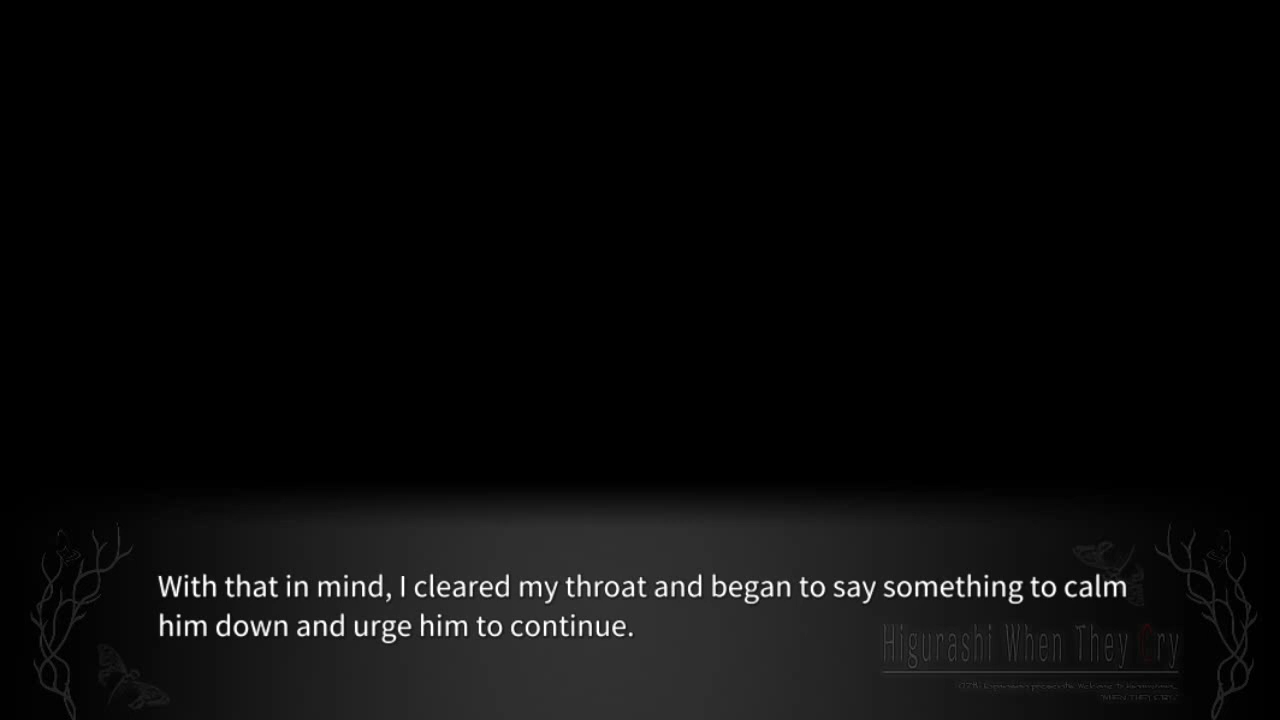 With that in mind, I cleared my throat and began to say something to calm
him down and urge him to continue.
Higurashi When They Cry